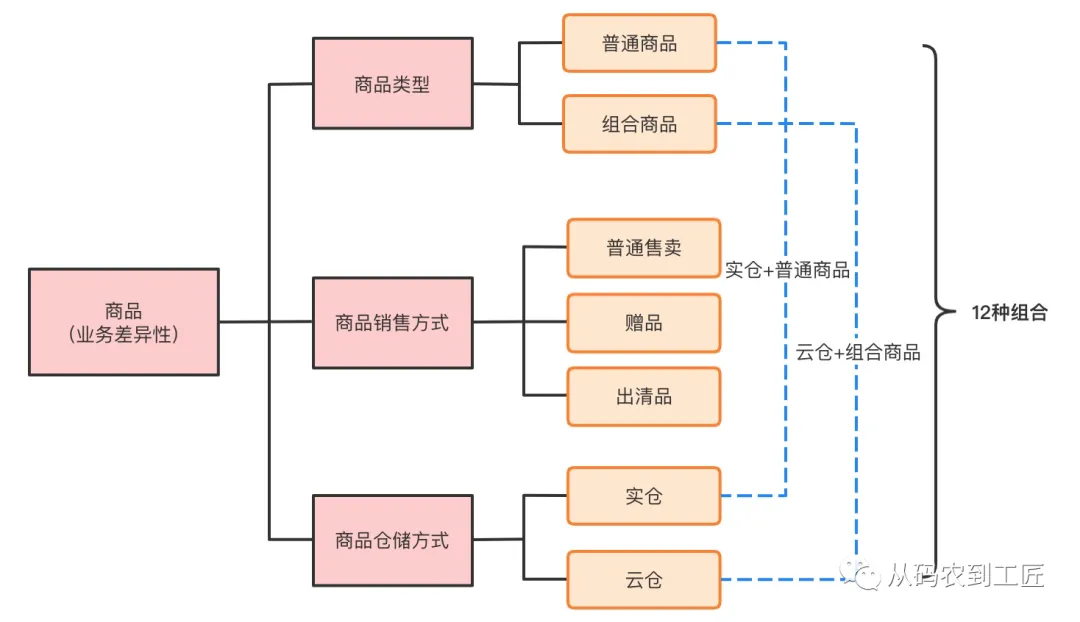 普通商品
商品类型
组合商品
普通售卖
实仓+普通商品
商品
（业务差异性）
商品销售方式
赠品
12种组合
云仓+组合商品
出清品
实仓
商品仓储方式
云仓
从码农到工匠